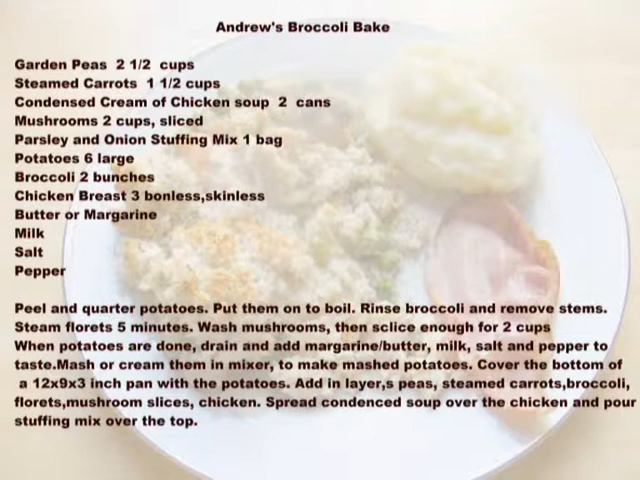 Andrew's Broccoli Bake
Garden Peas 2 1/2 cups
Steamed Carrots 1 1/2 cups
Condensed Cream of Chicken soup 2 cans
Mushrooms 2 cups, sliced
Parsley and Onion Stuffing Mix 1 bag
Potatoes 6 large
Broccoli 2 bunches
Chicken Breast 3 bonless,skinless
Butter or Margarine
Milk
Salt
Pepper
Peel and quarter potatoes. Put them on to boil. Rinse broccoli and remove stems.
Steam florets 5 minutes. Wash mushrooms, then sclice enough for 2 cups
When potatoes are done, drain and add margarine/butter, milk, salt and pepper to
taste.Mash or cream them in mixer, to make mashed potatoes. Cover the bottom of
a 12x9x3 inch pan with the potatoes. Add in layer,s peas, steamed carrots,broccoli,
florets,mushroom slices, chicken. Spread condenced soup over the chicken and pour
stuffing mix over the top.